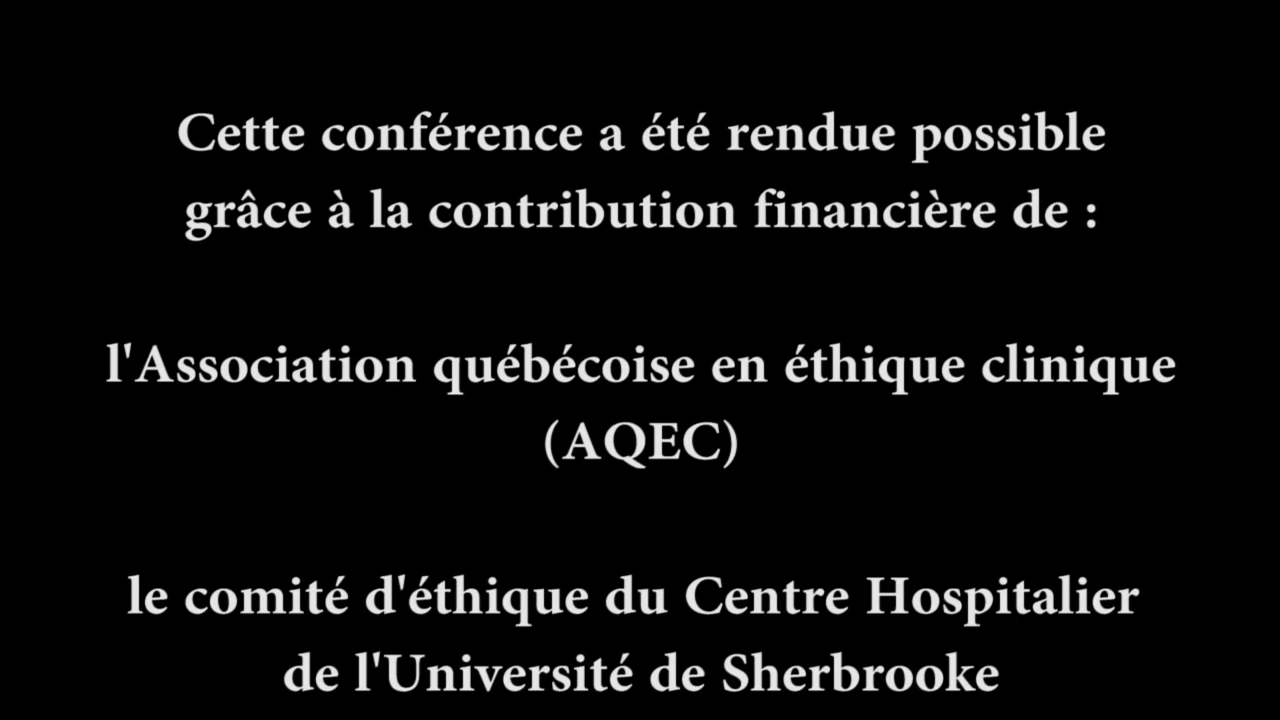 Cette conférence a été rendue possible
grâce à la contribution financière de :
l'Association québécoise en éthique clinique
(AQEC)
le comité d'éthique du Centre Hospitalier
de l'Université de Sherbrooke